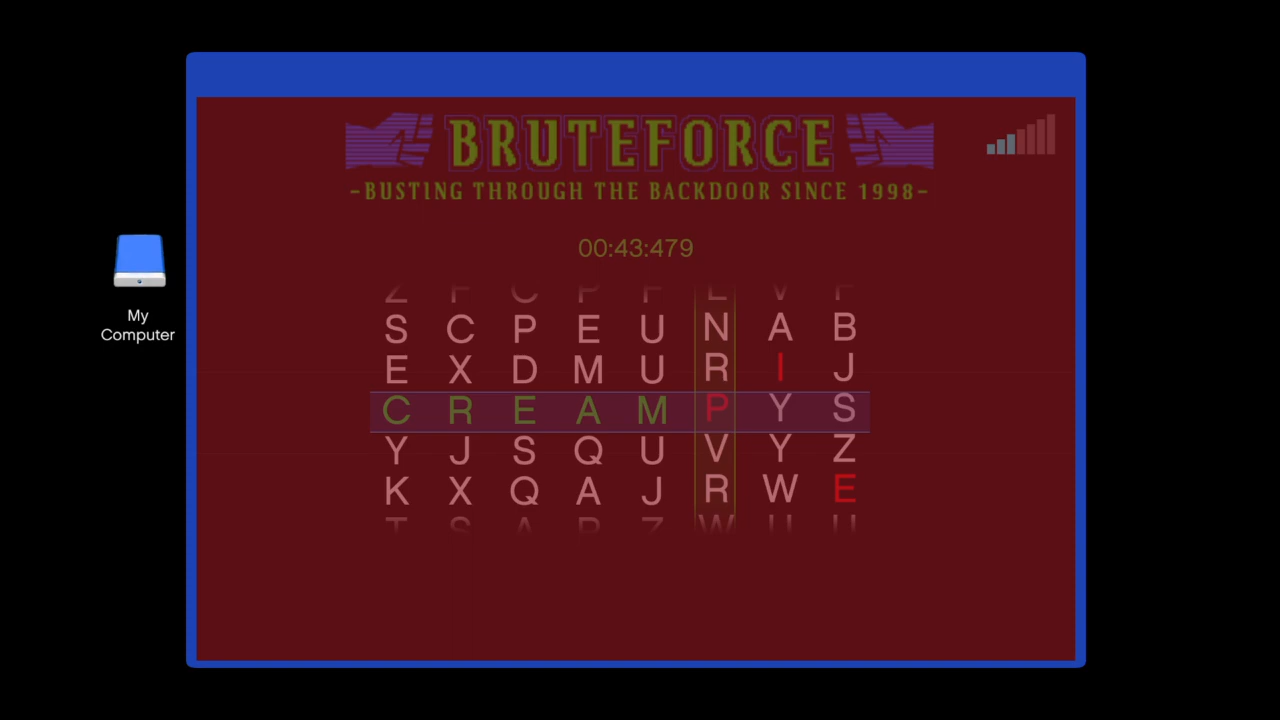 BRUTEFORCE
-BUSTING THROUGH THE BACKDOOR SINCE 1998-
00:43:479
Z F C P F L V F
S C P E U N A B
E X D M U R I J
C R E A M P Y S
Y J S Q U V Y Z
K X Q A J R W E
T S A Z W U U
My
Computer